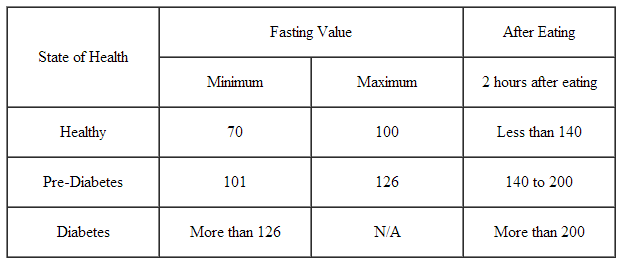 State of Health
Fasting Value
After Eating
Minimum
Maximum
2 hours after eating
Healthy
70
100
Less than 140
Pre-Diabetes
101
126
140 to 200
Diabetes
More than 126
N/A
More than 200